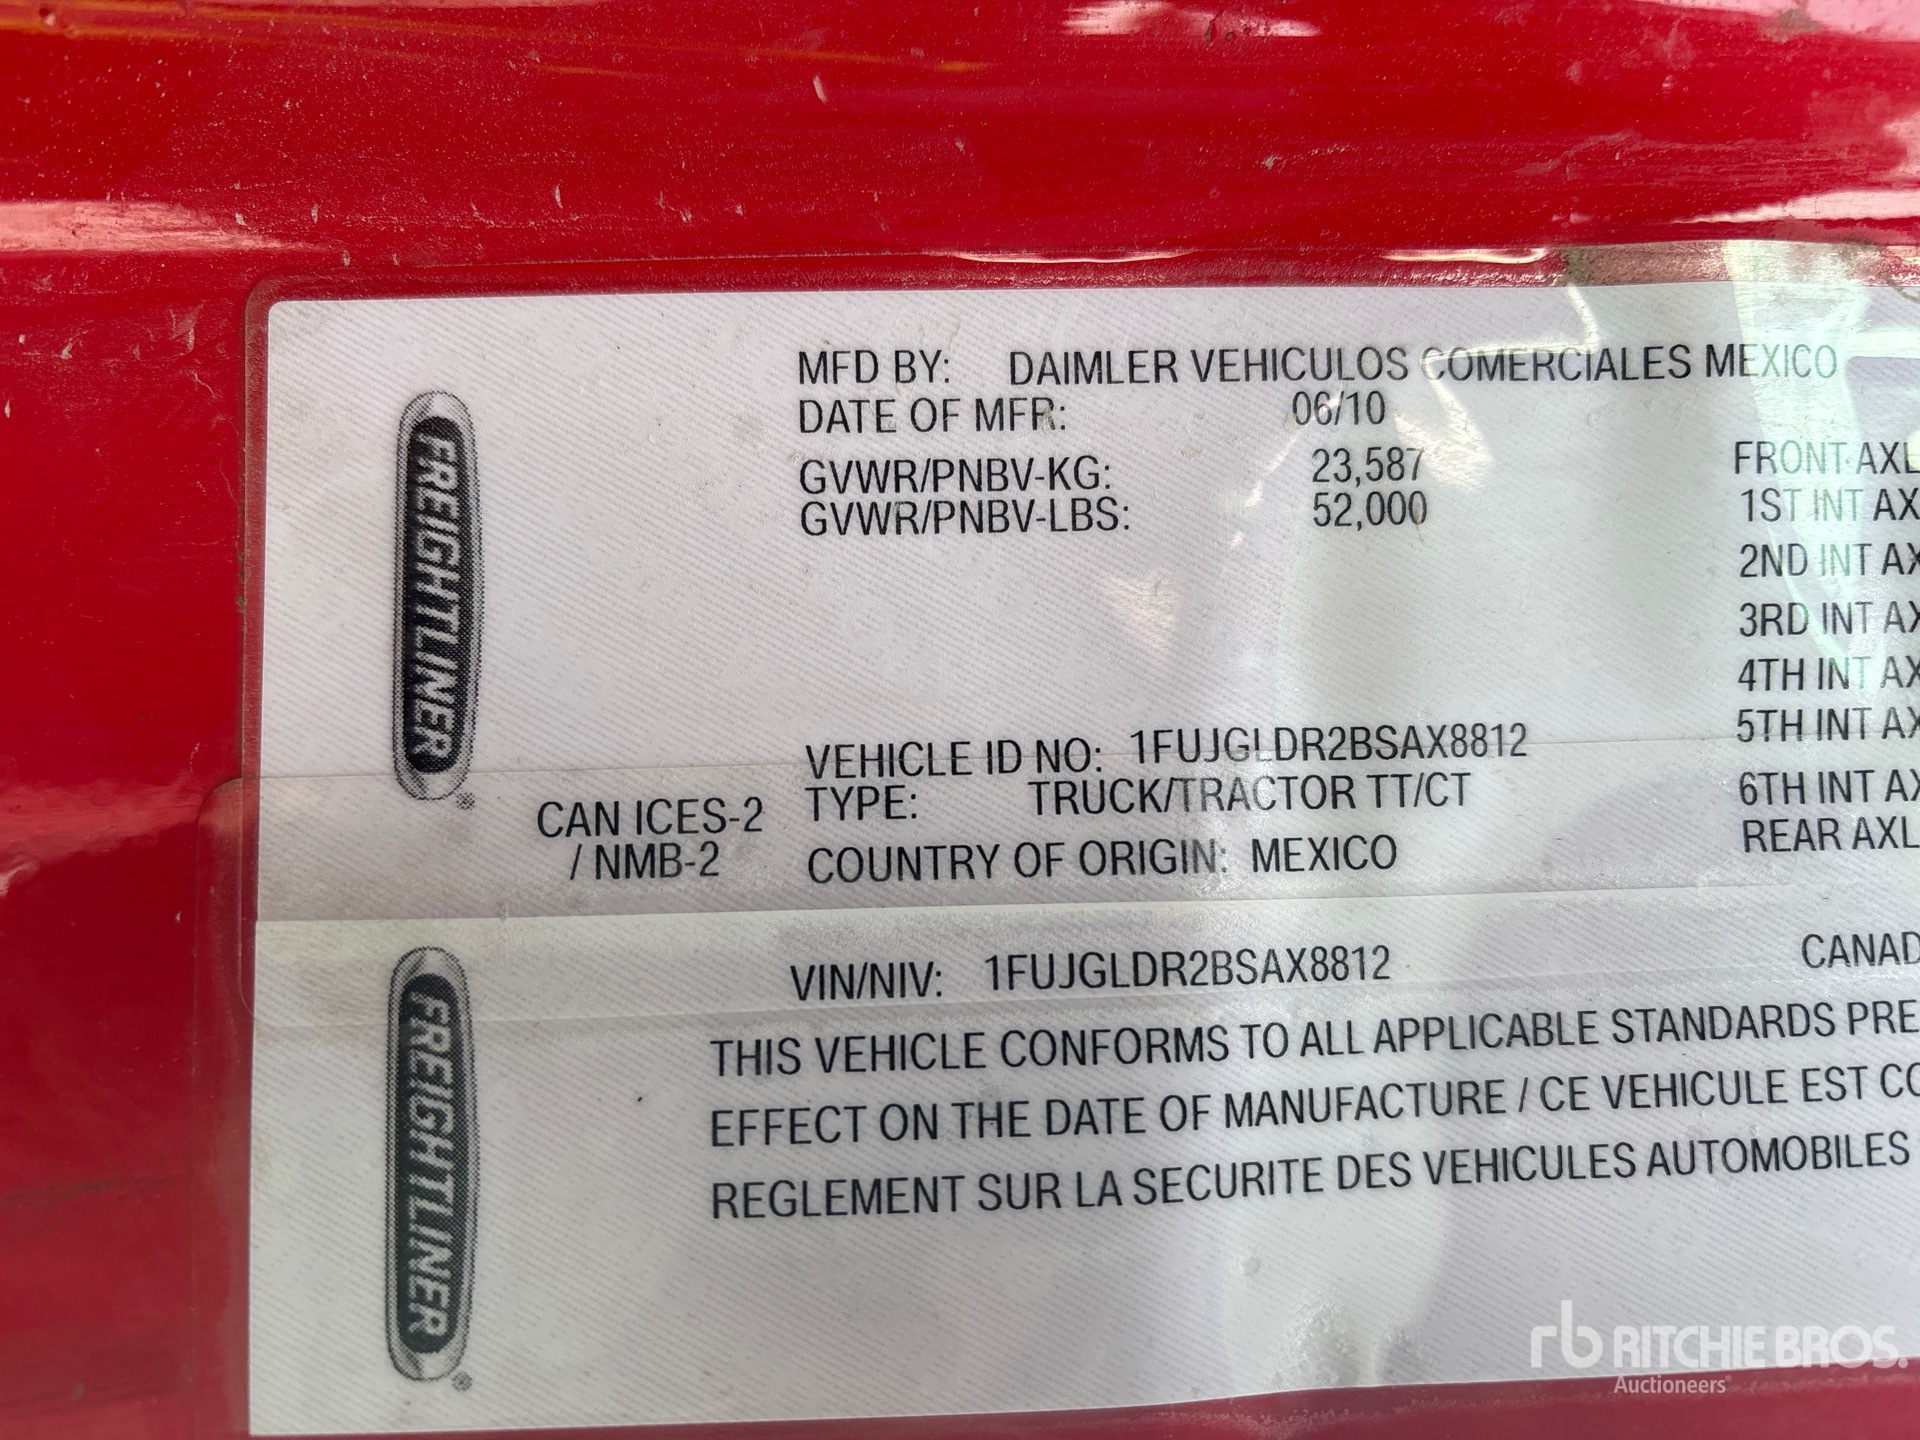 MFD BY: DAIMLER VEHICULOS COMERCIALES MEXICO
DATE OF MFR: 06/10
GVWR/PNBV-KG: 23,587
GVWR/PNBV-LBS: 52,000
FRONT AXL
1ST INT AX
2ND INT AX
3RD INT AX
4TH INT AX
5TH INT AX
6TH INT AX
REAR AXL
FREIGHTLINER
®
VEHICLE ID NO: 1FUJGLDR2BSAX8812
TYPE: TRUCK/TRACTOR TT/CT
COUNTRY OF ORIGIN: MEXICO
CAN ICES-2
/ NMB-2
FREIGHTLINER
®
VIN/NIV: 1FUJGLDR2BSAX8812
CANAD
THIS VEHICLE CONFORMS TO ALL APPLICABLE STANDARDS PRE
EFFECT ON THE DATE OF MANUFACTURE / CE VEHICULE EST CO
REGLEMENT SUR LA SECURITE DES VEHICULES AUTOMOBILES
rb RITCHIE BROS.
Auctioneers